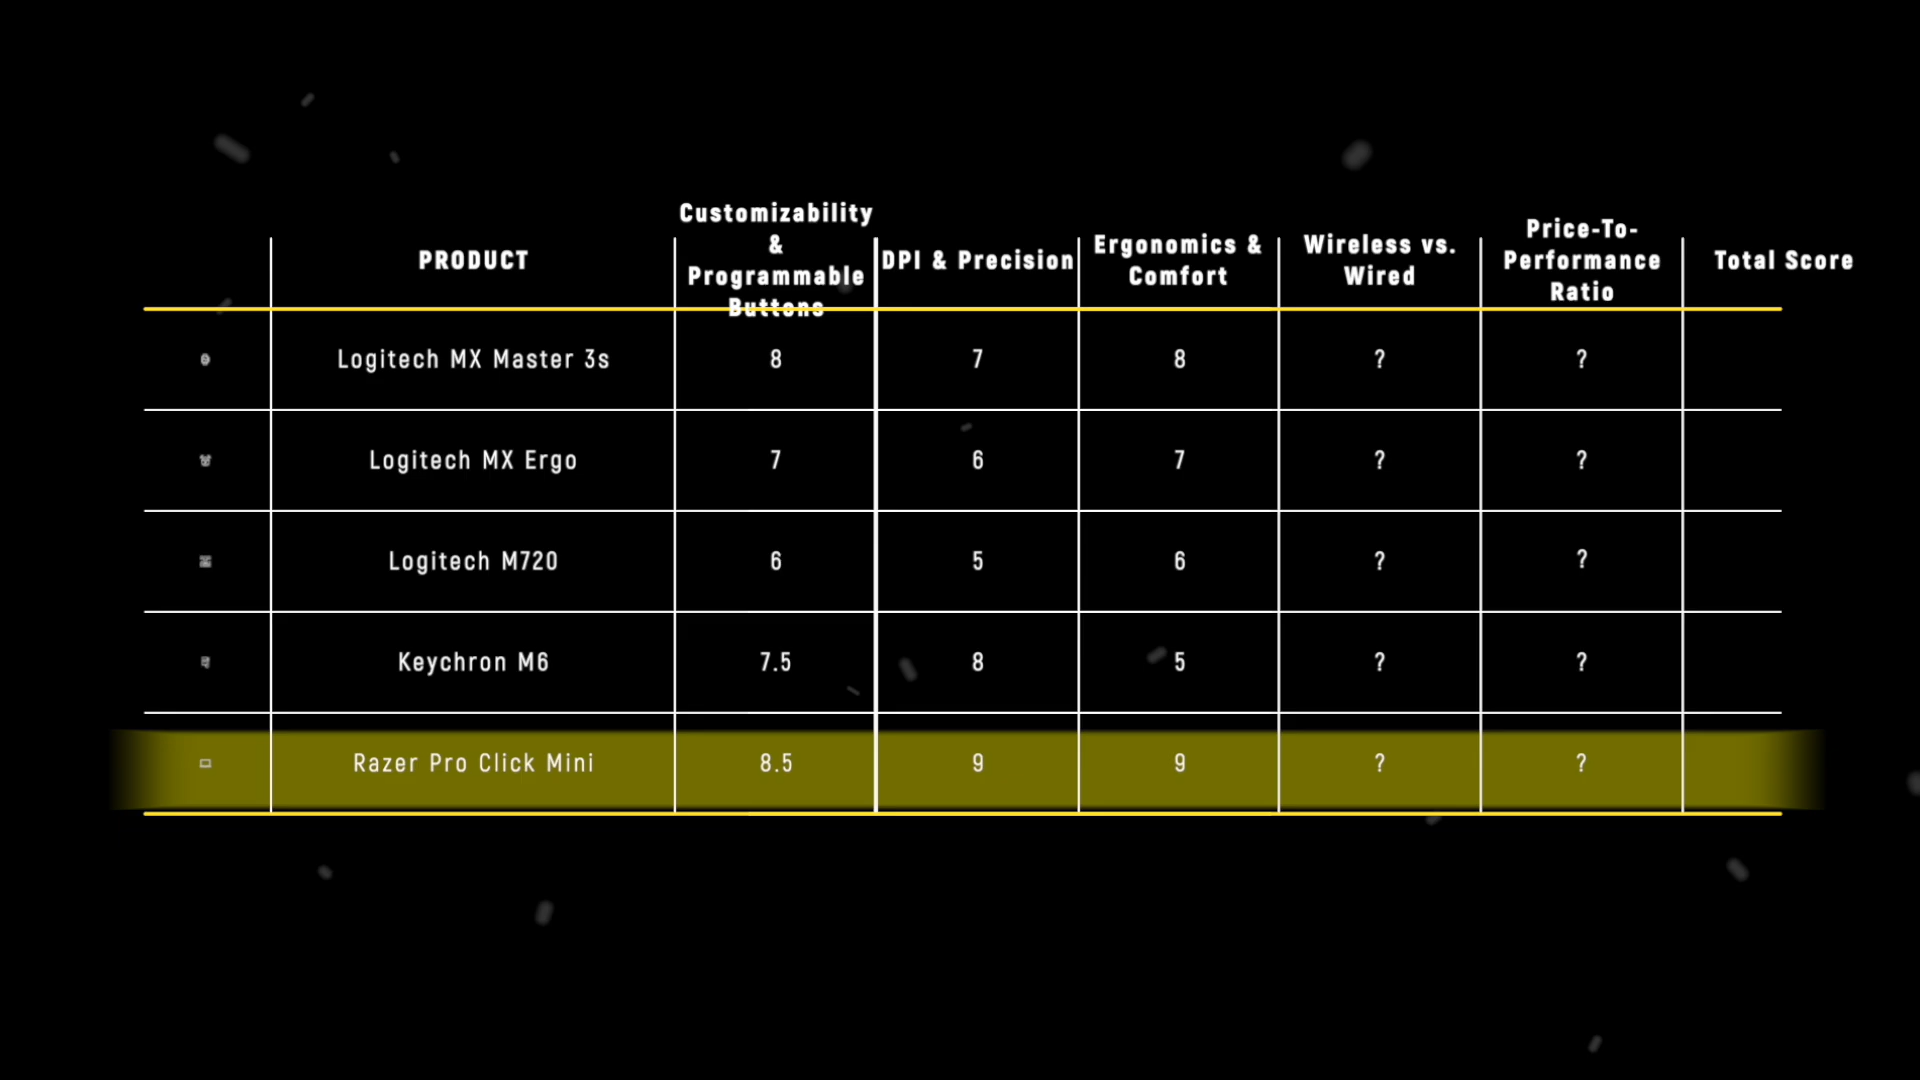 PRODUCT
Customizability
&
Programmable
Buttons
DPI & Precision
Ergonomics &
Comfort
Wireless vs.
Wired
Price-To-
Performance
Ratio
Total Score
Logitech MX Master 3s 8 7 8 ? ?
Logitech MX Ergo 7 6 7 ? ?
Logitech M720 6 5 6 ? ?
Keychron M6 7.5 8 5 ? ?
Razer Pro Click Mini 8.5 9 9 ? ?